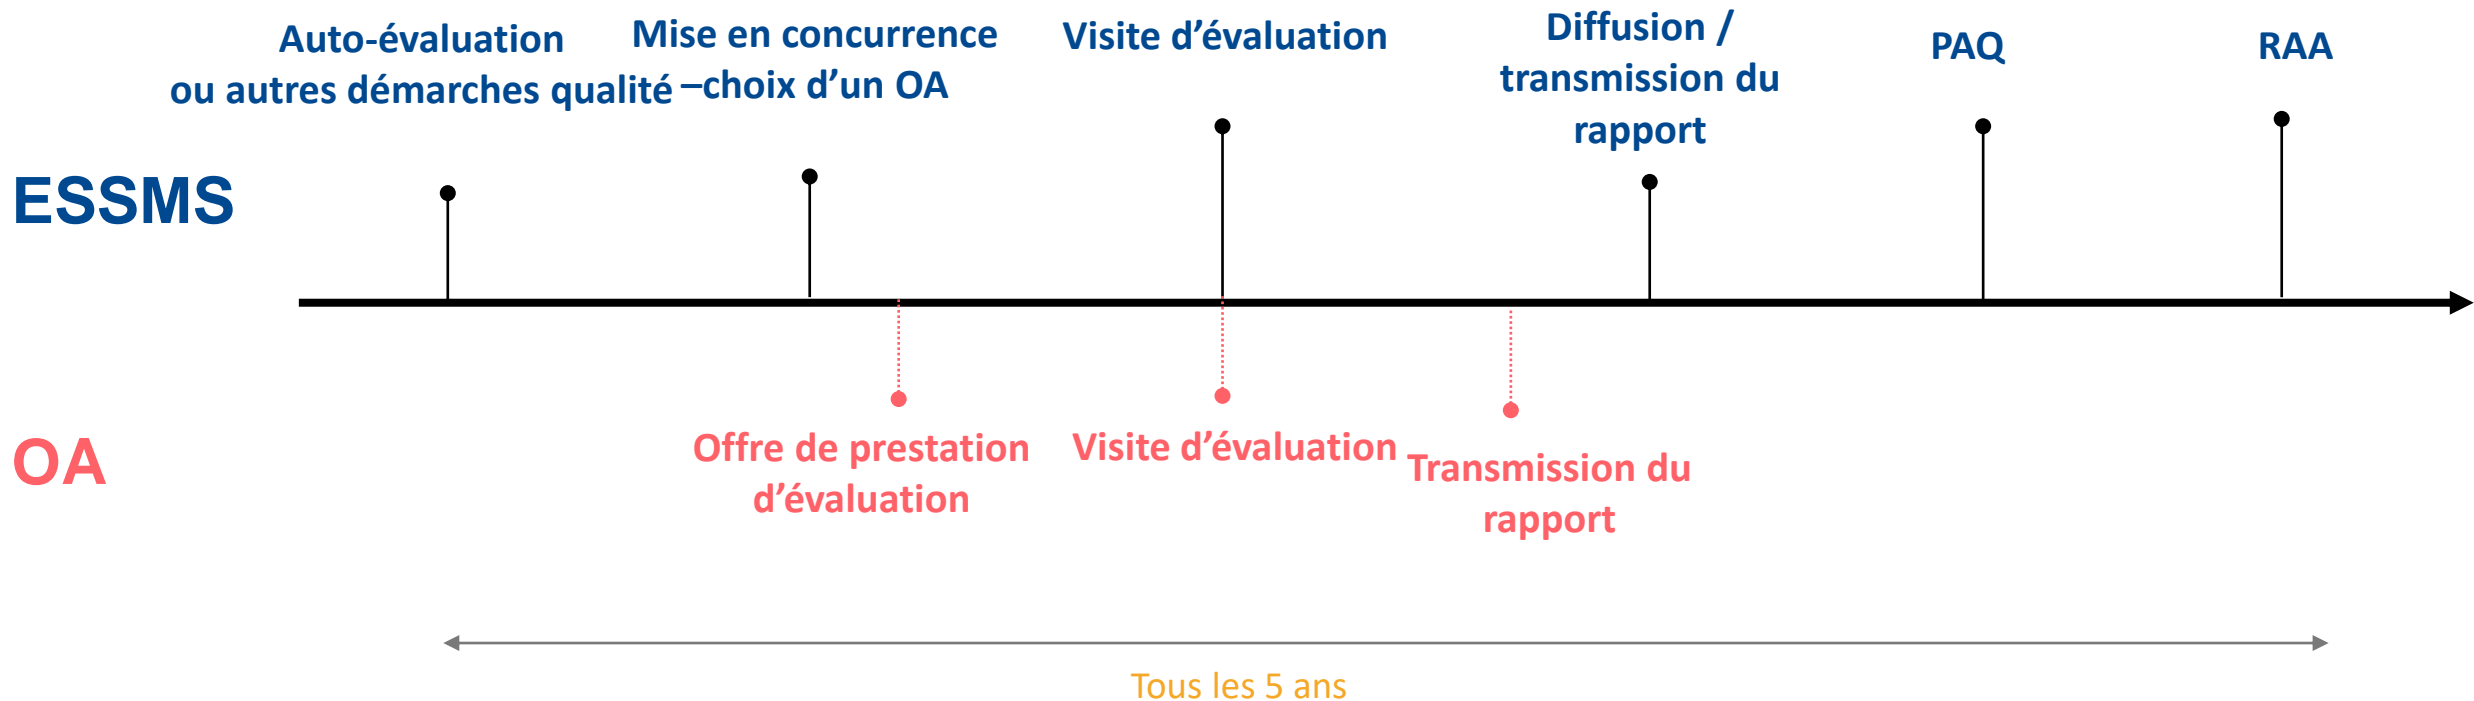 Auto-évaluation
ou autres démarches qualité
Mise en concurrence
–choix d’un OA
Visite d’évaluation
Diffusion /
transmission du
rapport
PAQ
RAA
ESSMS
OA
Offre de prestation
d’évaluation
Visite d’évaluation
Transmission du
rapport
Tous les 5 ans